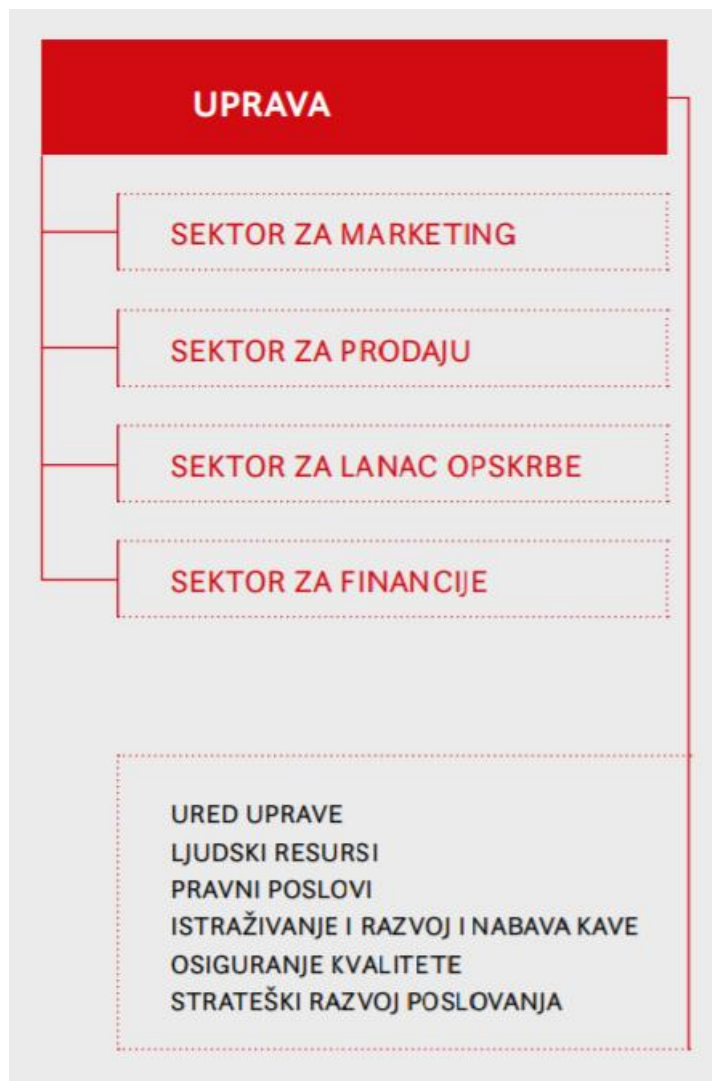 UPRAVA
SEKTOR ZA MARKETING
SEKTOR ZA PRODAJU
SEKTOR ZA LANAC OPSKRBE
SEKTOR ZA FINANCIJE
URED UPRAVE
LJUDSKI RESURSI
PRAVNI POSLOVI
ISTRAŽIVANJE I RAZVOJ I NABAVA KAVE
OSIGURANJE KVALITETE
STRATEŠKI RAZVOJ POSLOVANJA